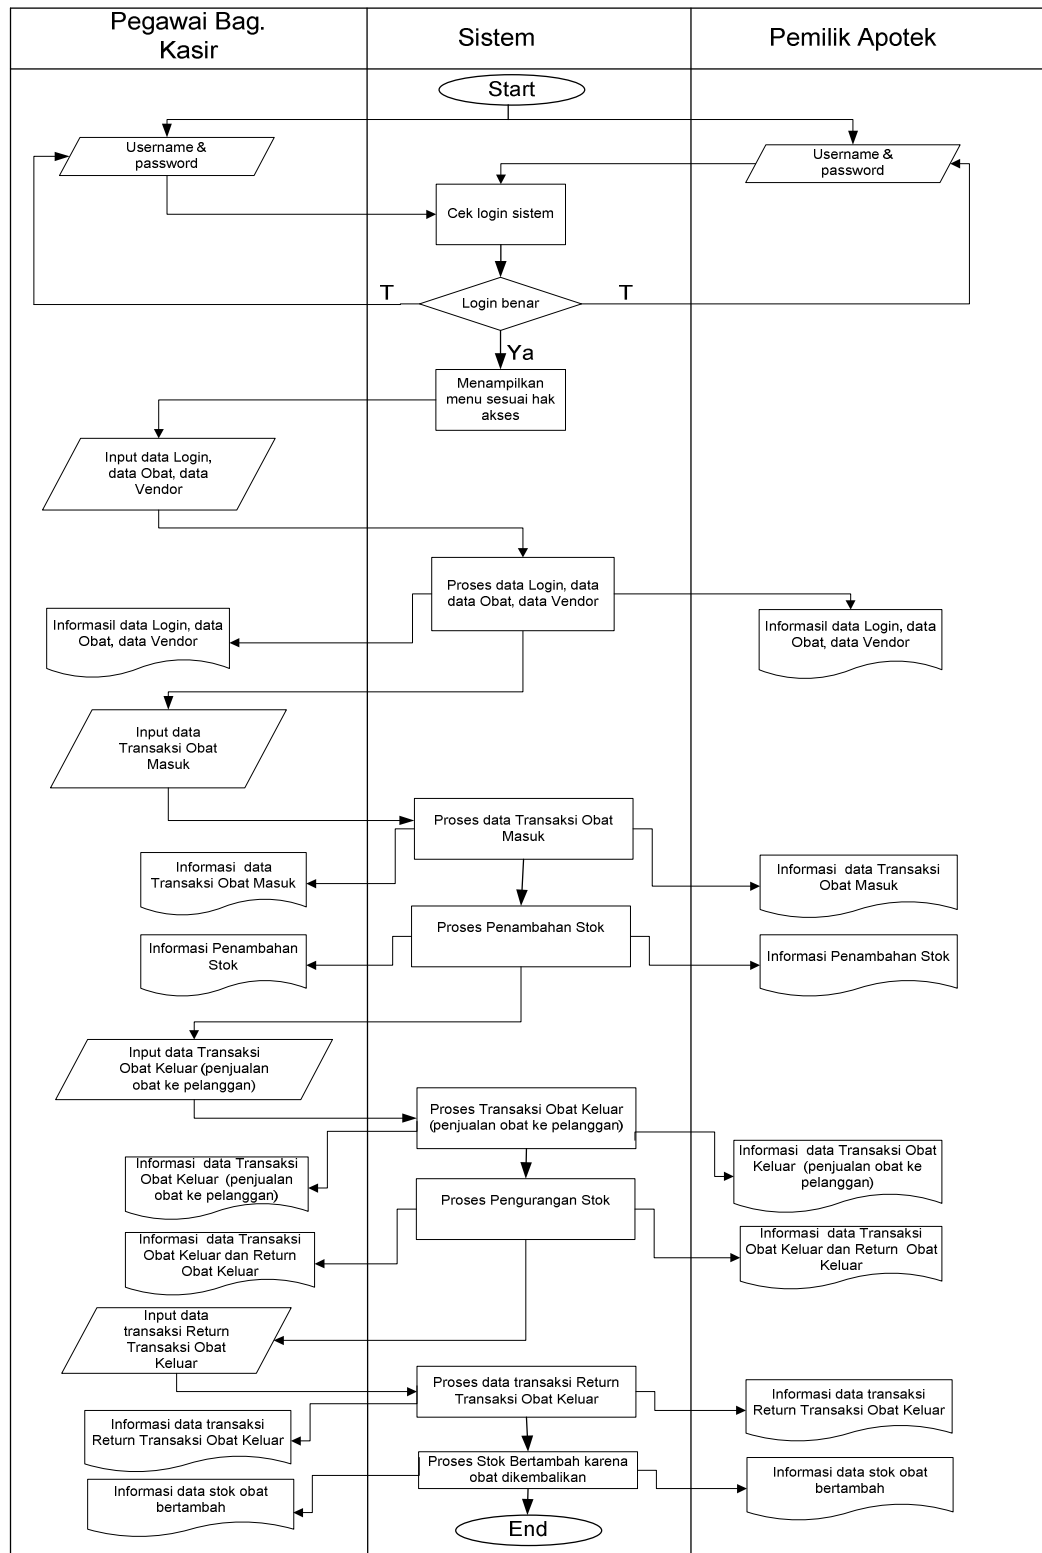 Pegawai Bag.
Kasir
Sistem
Pemilik Apotek
Start
Username &
password
Username &
password
Cek login sistem
T
Login benar
T
Ya
Menampilkan
menu sesuai hak
akses
Input data Login,
data Obat, data
Vendor
Proses data Login, data
data Obat, data Vendor
Informasil data Login, data
Obat, data Vendor
Informasil data Login, data
Obat, data Vendor
Input data
Transaksi Obat
Masuk
Proses data Transaksi Obat
Masuk
Informasi data
Transaksi Obat Masuk
Informasi data Transaksi
Obat Masuk
Proses Penambahan Stok
Informasi Penambahan
Stok
Informasi Penambahan Stok
Input data Transaksi
Obat Keluar (penjualan
obat ke pelanggan)
Proses Transaksi Obat Keluar
(penjualan obat ke pelanggan)
Informasi data Transaksi
Obat Keluar (penjualan
obat ke pelanggan)
Informasi data Transaksi Obat
Keluar (penjualan obat ke
pelanggan)
Proses Pengurangan Stok
Informasi data Transaksi
Obat Keluar dan Return
Obat Keluar
Informasi data Transaksi
Obat Keluar dan Return Obat
Keluar
Input data
transaksi Return
Transaksi Obat
Keluar
Proses data transaksi Return
Transaksi Obat Keluar
Informasi data transaksi
Return Transaksi Obat Keluar
Informasi data transaksi
Return Transaksi Obat Keluar
Proses Stok Bertambah karena
obat dikembalikan
Informasi data stok obat
bertambah
Informasi data stok obat
bertambah
End